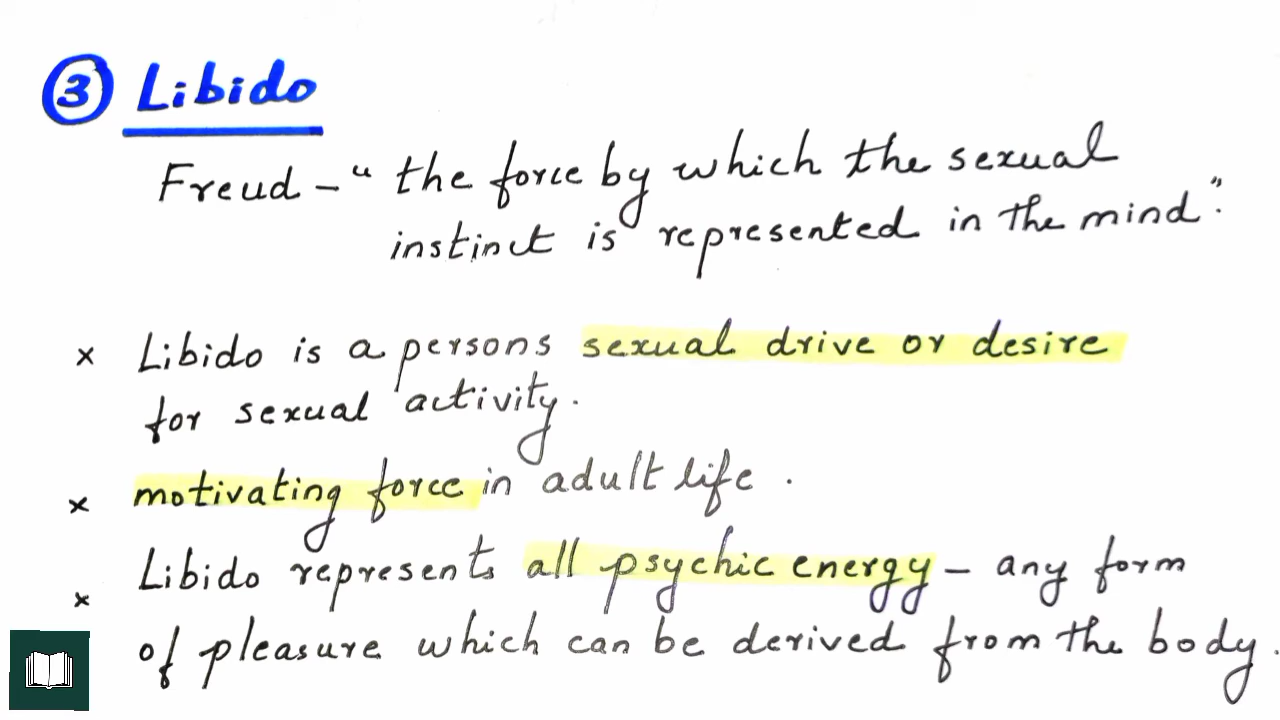 ③ Libido
Freud - "the force by which the sexual
instinct is represented in the mind".
x Libido is a persons sexual drive or desire
for sexual activity.
x motivating force in adult life.
x Libido represents all psychic energy - any form
of pleasure which can be derived from the body.